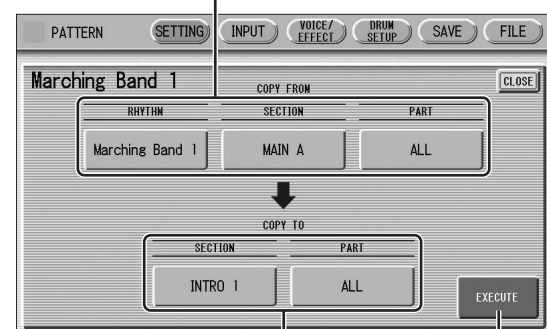 PATTERN SETTING INPUT VOICE/ EFFECT DRUM SETUP SAVE FILE
Marching Band 1 CLOSE
COPY FROM
RHYTHM SECTION PART
Marching Band 1 MAIN A ALL
COPY TO
SECTION PART
INTRO 1 ALL
EXECUTE